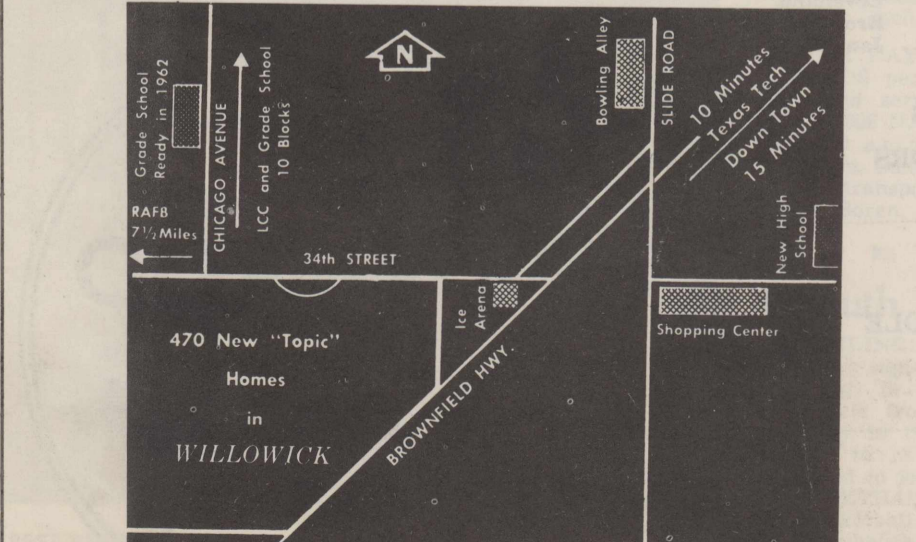 N
Grade School
Ready in 1962
CHICAGO AVENUE
LCC and Grade School
10 Blocks
RAFB
7 1/2 Miles
34th STREET
Bowling Alley
SLIDE ROAD
10 Minutes
Texas Tech
Down Town
15 Minutes
New High
School
Ice
Arena
Shopping Center
BROWNFIELD HWY.
470 New "Topic"
Homes
in
WILLOWICK